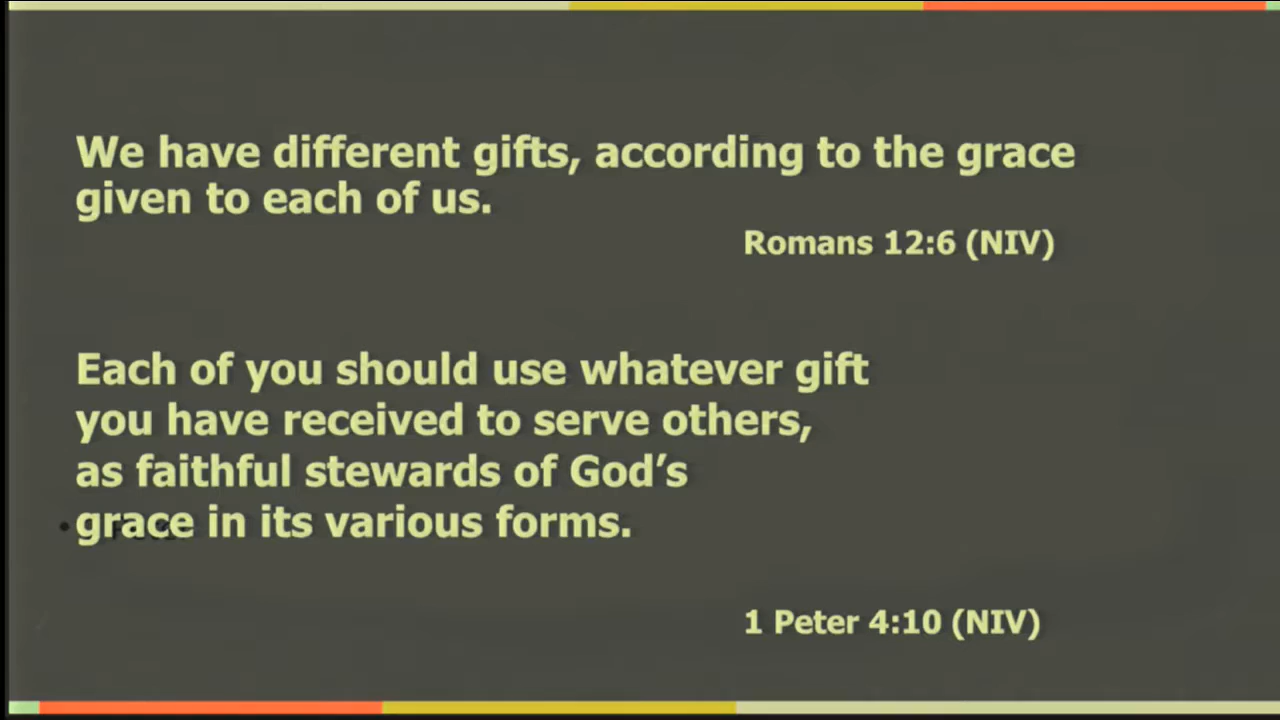 We have different gifts, according to the grace
given to each of us.
Romans 12:6 (NIV)
Each of you should use whatever gift
you have received to serve others,
as faithful stewards of God’s
grace in its various forms.
1 Peter 4:10 (NIV)